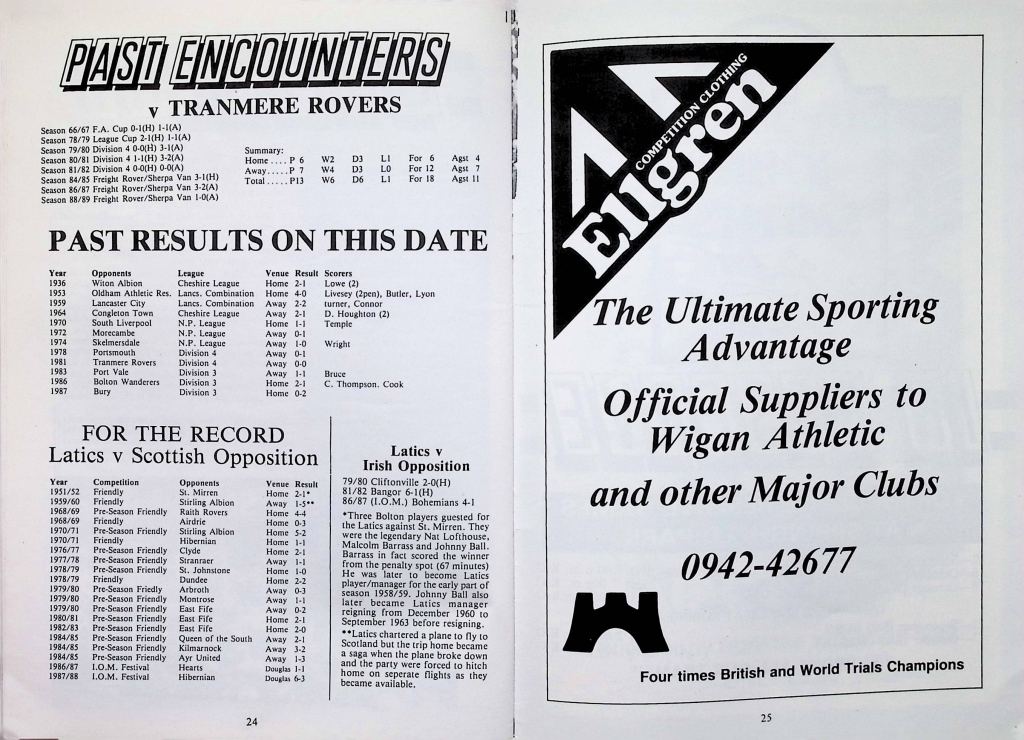 PAST ENCOUNTERS
v TRANMERE ROVERS
Season 66/67 F.A. Cup 0-1(H) 1-1(A)
Season 78/79 League Cup 2-1(H) 1-1(A)
Season 79/80 Division 4 0-0(H) 3-1(A)
Season 80/81 Division 4 1-1(H) 3-2(A)
Season 81/82 Division 4 0-0(H) 0-0(A)
Season 84/85 Freight Rover/Sherpa Van 3-1(H)
Season 86/87 Freight Rover/Sherpa Van 3-2(A)
Season 88/89 Freight Rover/Sherpa Van 1-0(A)
Summary:
Home .... P 6 W2 D3 L1 For 6 Agst 4
Away..... P 7 W4 D3 L0 For 12 Agst 7
Total ..... P13 W6 D6 L1 For 18 Agst 11
PAST RESULTS ON THIS DATE
Year Opponents League Venue Result Scorers
1936 Witon Albion Cheshire League Home 2-1 Lowe (2)
1953 Oldham Athletic Res. Lancs. Combination Home 4-0 Livesey (2pen), Butler, Lyon
1959 Lancaster City Lancs. Combination Away 2-2 turner, Connor
1964 Congleton Town Cheshire League Away 2-1 D. Houghton (2)
1970 South Liverpool N.P. League Home 1-1 Temple
1972 Morecambe N.P. League Away 0-1
1974 Skelmersdale N.P. League Away 1-0 Wright
1978 Portsmouth Division 4 Away 0-1
1981 Tranmere Rovers Division 4 Away 0-0
1983 Port Vale Division 3 Away 1-1 Bruce
1986 Bolton Wanderers Division 3 Home 2-1 C. Thompson. Cook
1987 Bury Division 3 Home 0-2
FOR THE RECORD
Latics v Scottish Opposition
Year Competition Opponents Venue Result
1951/52 Friendly St. Mirren Home 2-1*
1959/60 Friendly Stirling Albion Away 1-5**
1968/69 Pre-Season Friendly Raith Rovers Home 4-4
1968/69 Friendly Airdrie Home 0-3
1970/71 Pre-Season Friendly Stirling Albion Home 5-2
1970/71 Friendly Hibernian Home 1-1
1976/77 Pre-Season Friendly Clyde Home 2-1
1977/78 Pre-Season Friendly Stranraer Away 1-1
1978/79 Pre-Season Friendly St. Johnstone Home 1-0
1978/79 Friendly Dundee Home 2-2
1979/80 Pre-Season Friedly Arbroth Away 0-3
1979/80 Pre-Season Friendly Montrose Away 1-1
1979/80 Pre-Season Friendly East Fife Away 0-2
1980/81 Pre-Season Friendly East Fife Home 2-1
1982/83 Pre-Season Friendly East Fife Home 2-0
1984/85 Pre-Season Friendly Queen of the South Away 2-1
1984/85 Pre-Season Friendly Kilmarnock Away 3-2
1984/85 Pre-Season Friendly Ayr United Away 1-3
1986/87 I.O.M. Festival Hearts Douglas 1-1
1987/88 I.O.M. Festival Hibernian Douglas 6-3
Latics v
Irish Opposition
79/80 Cliftonville 2-0(H)
81/82 Bangor 6-1(H)
86/87 (I.O.M.) Bohemians 4-1
*Three Bolton players guested for
the Latics against St. Mirren. They
were the legendary Nat Lofthouse,
Malcolm Barrass and Johnny Ball.
Barrass in fact scored the winner
from the penalty spot (67 minutes)
He was later to become Latics
player/manager for the early part of
season 1958/59. Johnny Ball also
later became Latics manager
reigning from December 1960 to
September 1963 before resigning.
**Latics chartered a plane to fly to
Scotland but the trip home became
a saga when the plane broke down
and the party were forced to hitch
home on seperate flights as they
became available.
24
COMPETITION CLOTHING
Ellgren
The Ultimate Sporting
Advantage
Official Suppliers to
Wigan Athletic
and other Major Clubs
0942-42677
Four times British and World Trials Champions
25